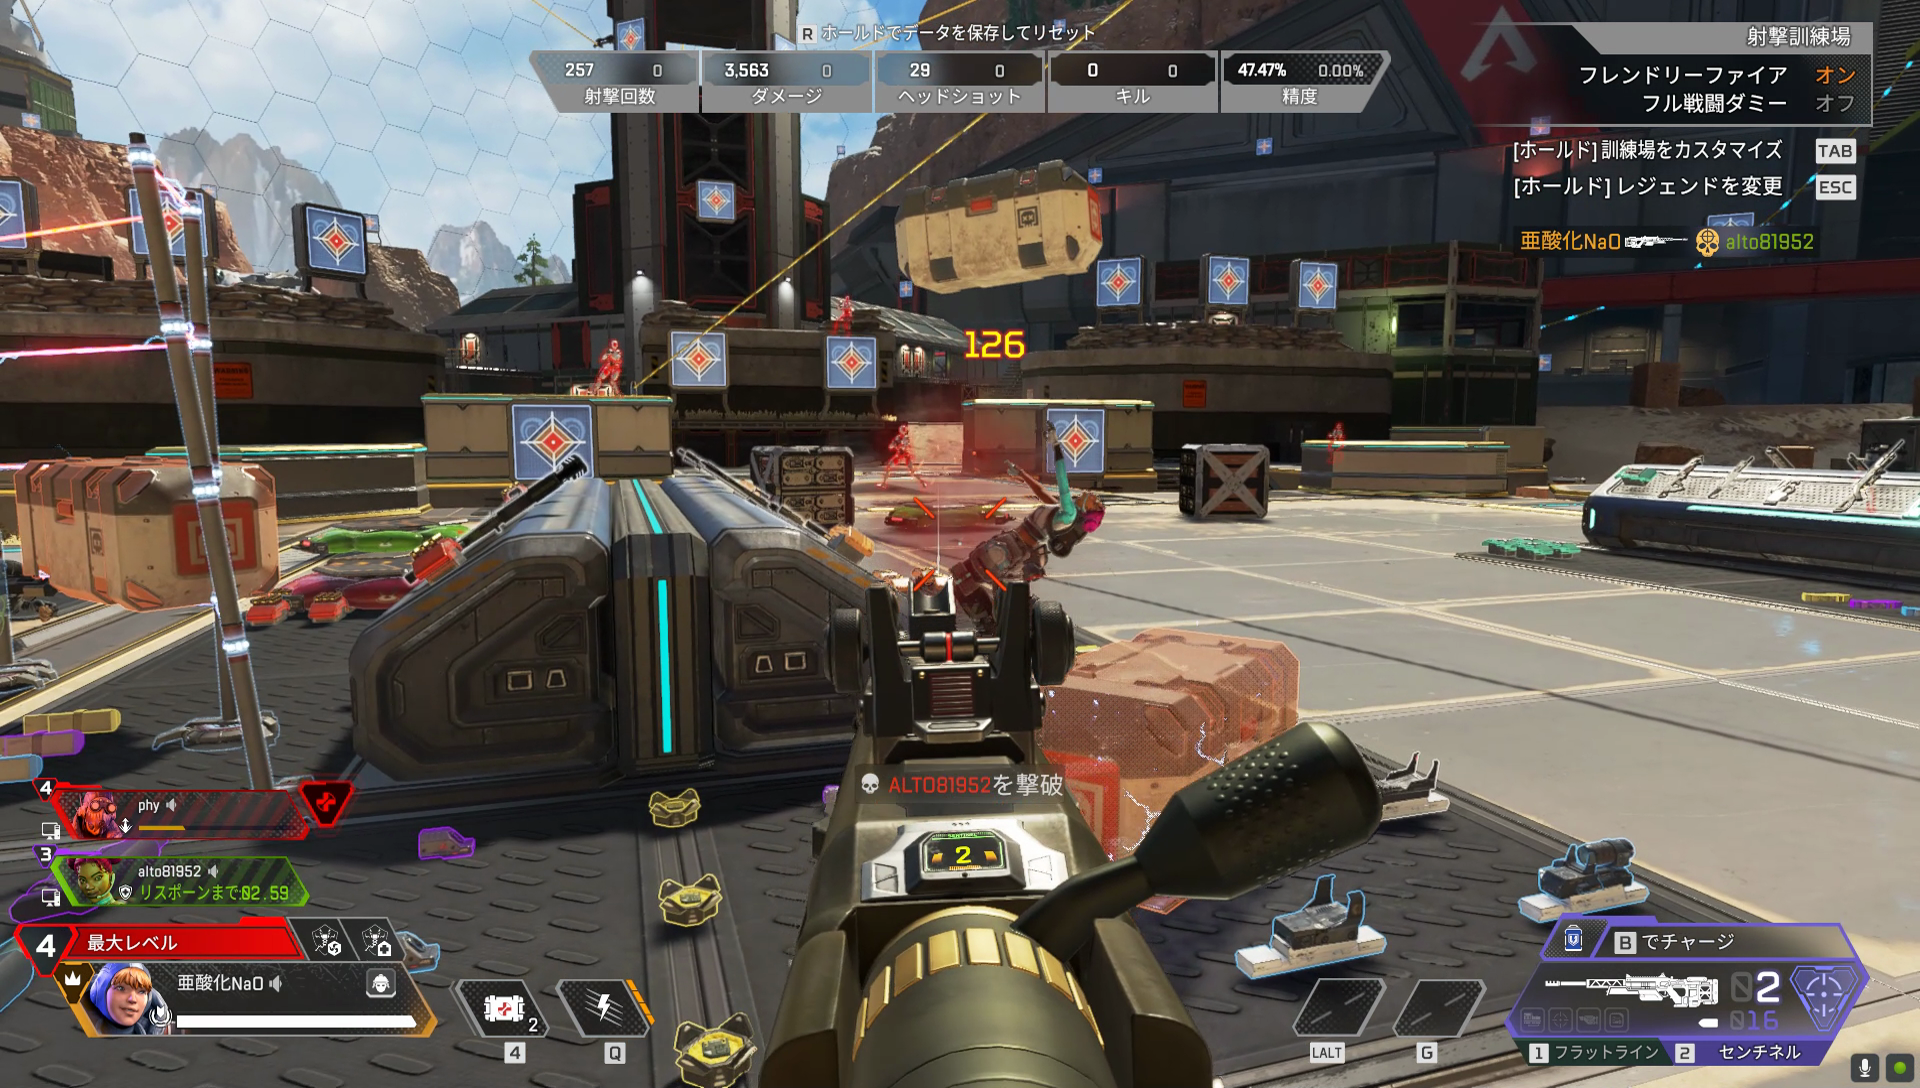 R ホールドでデータを保存してリセット
257 0 3,563 0 29 0 0 0 47.47% 0.00%
射撃回数 ダメージ ヘッドショット キル 精度
射撃訓練場
フレンドリーファイア オン
フル戦闘ダミー オフ
[ホールド]訓練場をカスタマイズ TAB
[ホールド]レジェンドを変更 ESC
亜酸化NaO alto81952
126
ALTO81952を撃破
2
4 phy
3 alto81952
リスポーンまで:02.59
4 最大レベル
亜酸化NaO
2
4 Q
LALT G
B でチャージ
02
016
1 フラットライン 2 センチネル